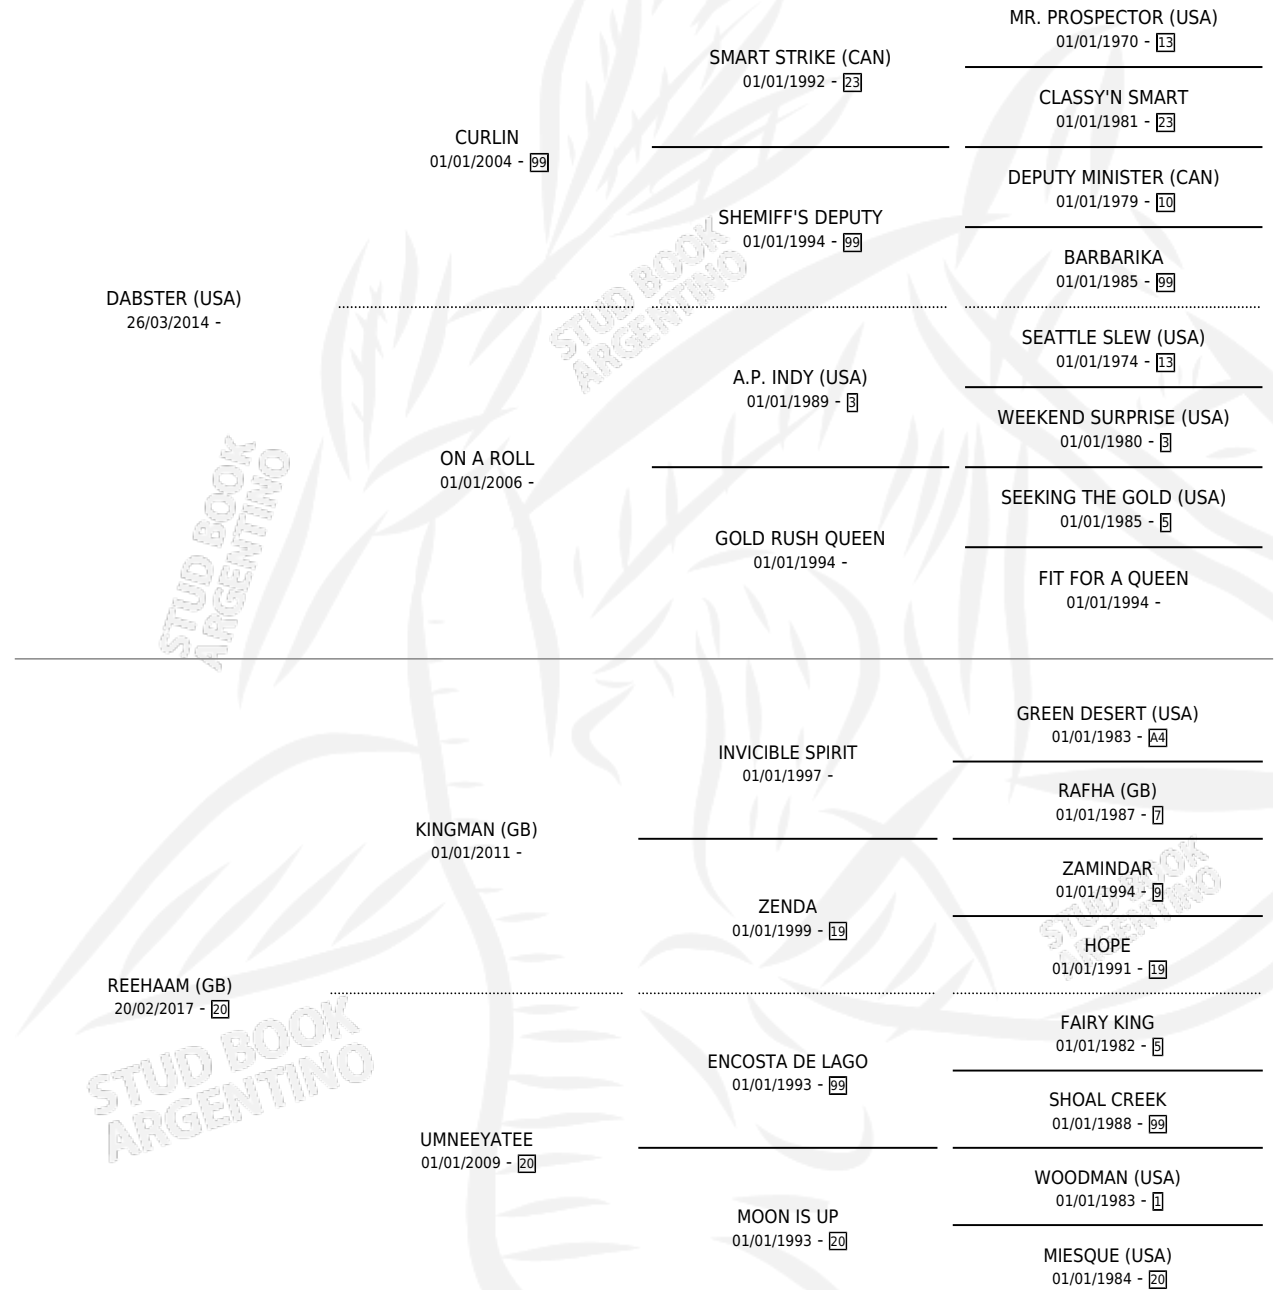 MR. PROSPECTOR (USA)
01/01/1970 - 13
SMART STRIKE (CAN)
01/01/1992 - 23
CLASSY'N SMART
01/01/1981 - 23
CURLIN
01/01/2004 - 99
DEPUTY MINISTER (CAN)
01/01/1979 - 10
SHEMIFF'S DEPUTY
01/01/1994 - 99
BARBARIKA
01/01/1985 - 99
DABSTER (USA)
26/03/2014 -
SEATTLE SLEW (USA)
01/01/1974 - 13
A.P. INDY (USA)
01/01/1989 - 3
WEEKEND SURPRISE (USA)
01/01/1980 - 3
ON A ROLL
01/01/2006 -
SEEKING THE GOLD (USA)
01/01/1985 - 5
GOLD RUSH QUEEN
01/01/1994 -
FIT FOR A QUEEN
01/01/1994 -
GREEN DESERT (USA)
01/01/1983 - A4
INVICIBLE SPIRIT
01/01/1997 -
RAFHA (GB)
01/01/1987 - 7
KINGMAN (GB)
01/01/2011 -
ZAMINDAR
01/01/1994 - 9
ZENDA
01/01/1999 - 19
HOPE
01/01/1991 - 19
REEHAAM (GB)
20/02/2017 - 20
FAIRY KING
01/01/1982 - 5
ENCOSTA DE LAGO
01/01/1993 - 99
SHOAL CREEK
01/01/1988 - 99
UMNEEYATEE
01/01/2009 - 20
WOODMAN (USA)
01/01/1983 - 1
MOON IS UP
01/01/1993 - 20
MIESQUE (USA)
01/01/1984 - 20
STUD BOOK
ARGENTINO
STUD BOOK
ARGENTINO
STUD BOOK
ARGENTINO
STUD BOOK
ARGENTINO